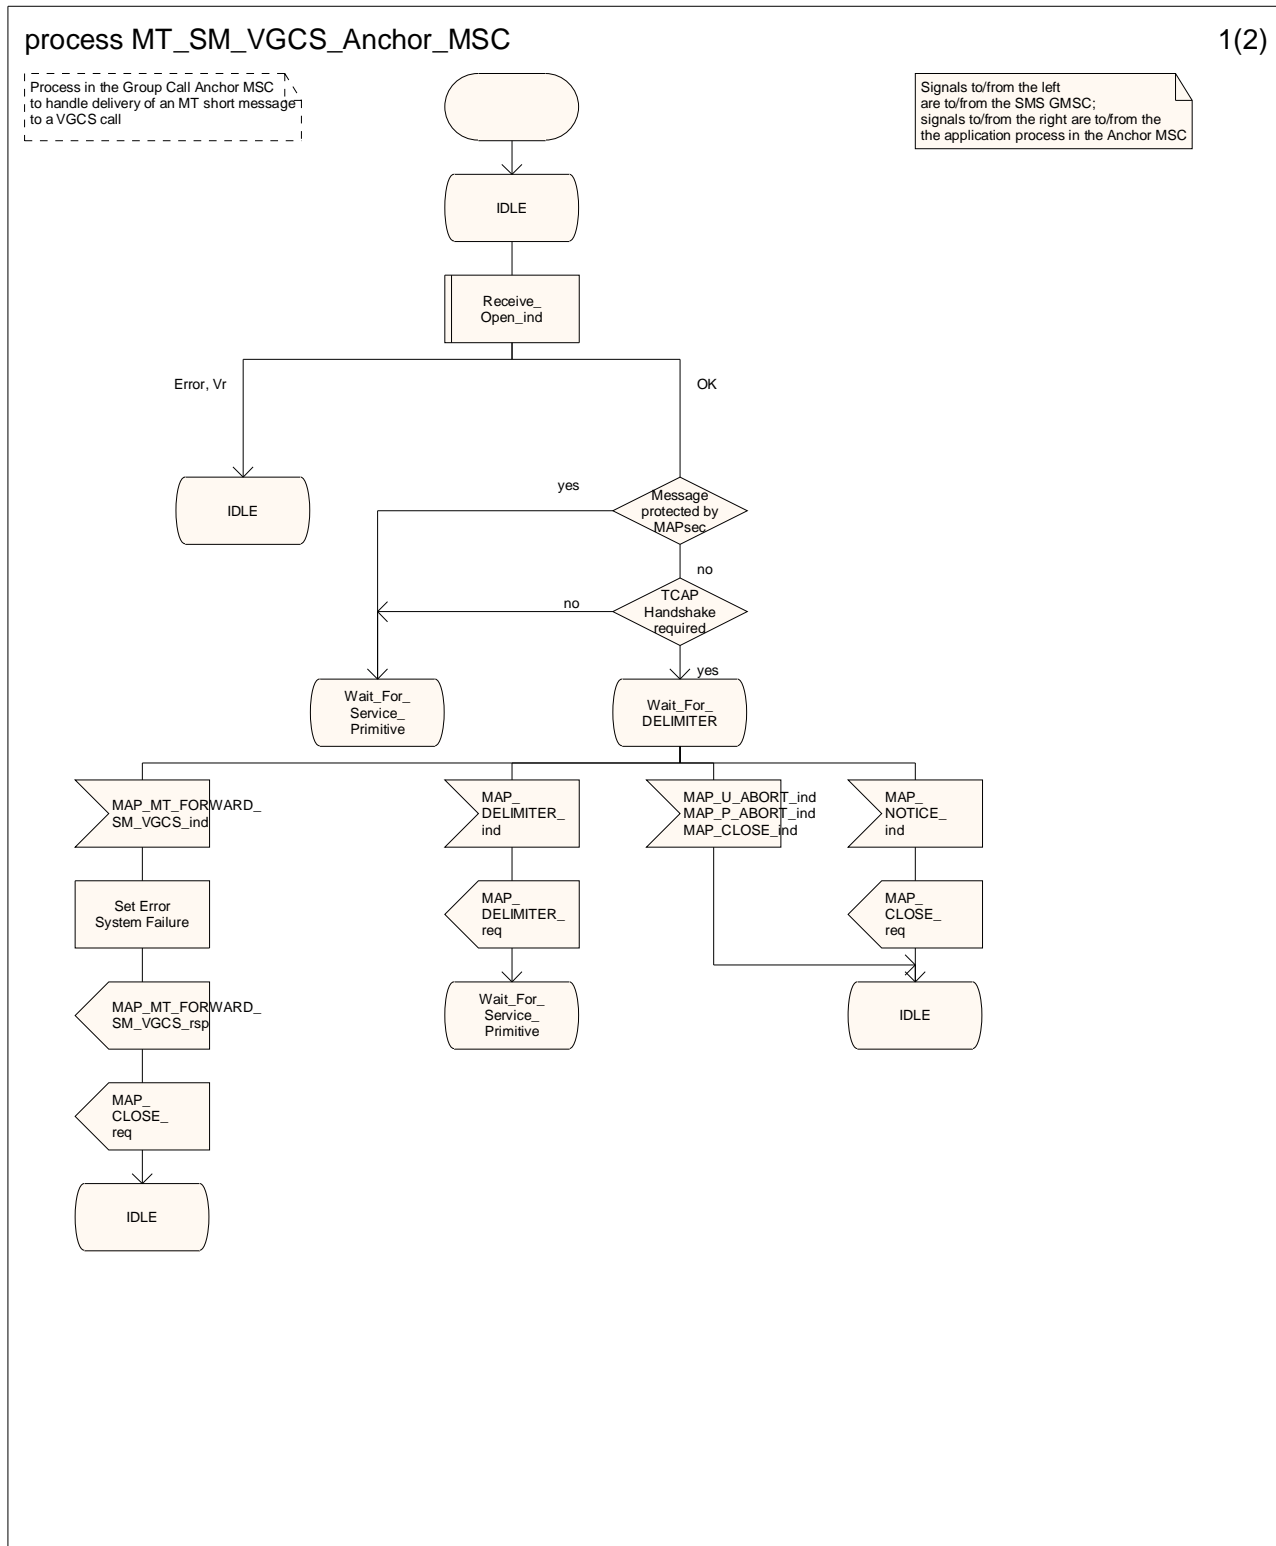 process MT_SM_VGCS_Anchor_MSC
1(2)
Process in the Group Call Anchor MSC
to handle delivery of an MT short message
to a VGCS call
Signals to/from the left
are to/from the SMS GMSC;
signals to/from the right are to/from the
the application process in the Anchor MSC
IDLE
Receive_
Open_ind
Error, Vr
OK
IDLE
yes
Message
protected by
MAPsec
no
no
TCAP
Handshake
required
yes
Wait_For_
Service_
Primitive
Wait_For_
DELIMITER
MAP_MT_FORWARD_
SM_VGCS_ind
MAP_
DELIMITER_
ind
MAP_U_ABORT_ind
MAP_P_ABORT_ind
MAP_CLOSE_ind
MAP_
NOTICE_
ind
Set Error
System Failure
MAP_
DELIMITER_
req
MAP_
CLOSE_
req
MAP_MT_FORWARD_
SM_VGCS_rsp
Wait_For_
Service_
Primitive
IDLE
MAP_
CLOSE_
req
IDLE